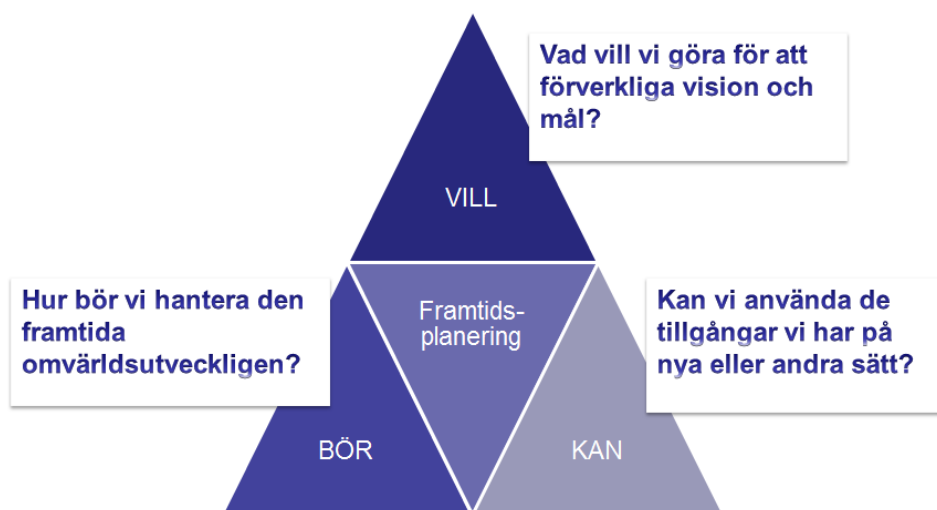 Vad vill vi göra för att
förverkliga vision och
mål?
VILL
Hur bör vi hantera den
framtida
omvärldsutveckligen?
Framtids-
planering
Kan vi använda de
tillgångar vi har på
nya eller andra sätt?
BÖR
KAN